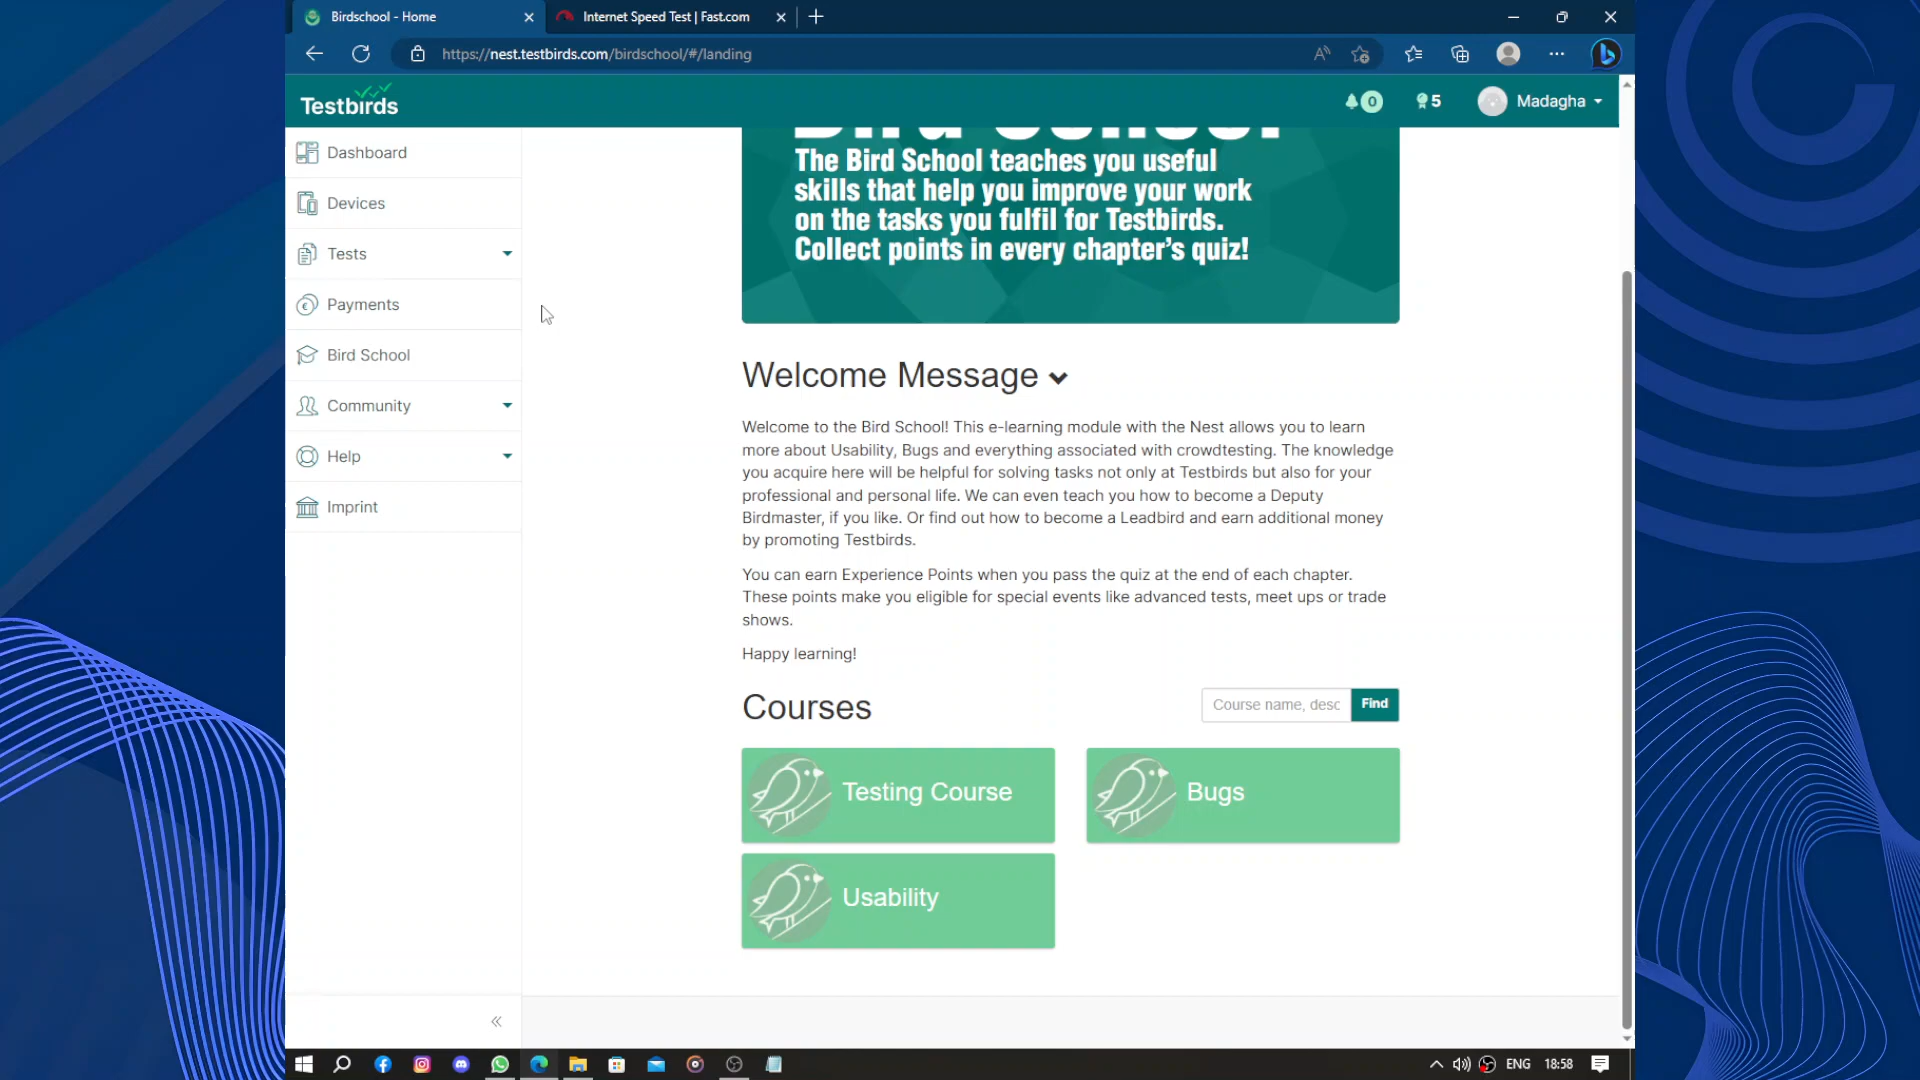 Birdschool - Home
Internet Speed Test | Fast.com
https://nest.testbirds.com/birdschool/#/landing
Testbirds
0
5
Madagha
Dashboard
Devices
Tests
Payments
Bird School
Community
Help
Imprint
The Bird School teaches you useful
skills that help you improve your work
on the tasks you fulfil for Testbirds.
Collect points in every chapter's quiz!
Welcome Message
Welcome to the Bird School! This e-learning module with the Nest allows you to learn
more about Usability, Bugs and everything associated with crowdtesting. The knowledge
you acquire here will be helpful for solving tasks not only at Testbirds but also for your
professional and personal life. We can even teach you how to become a Deputy
Birdmaster, if you like. Or find out how to become a Leadbird and earn additional money
by promoting Testbirds.
You can earn Experience Points when you pass the quiz at the end of each chapter.
These points make you eligible for special events like advanced tests, meet ups or trade
shows.
Happy learning!
Courses
Course name, desc
Find
Testing Course
Bugs
Usability
ENG
18:58